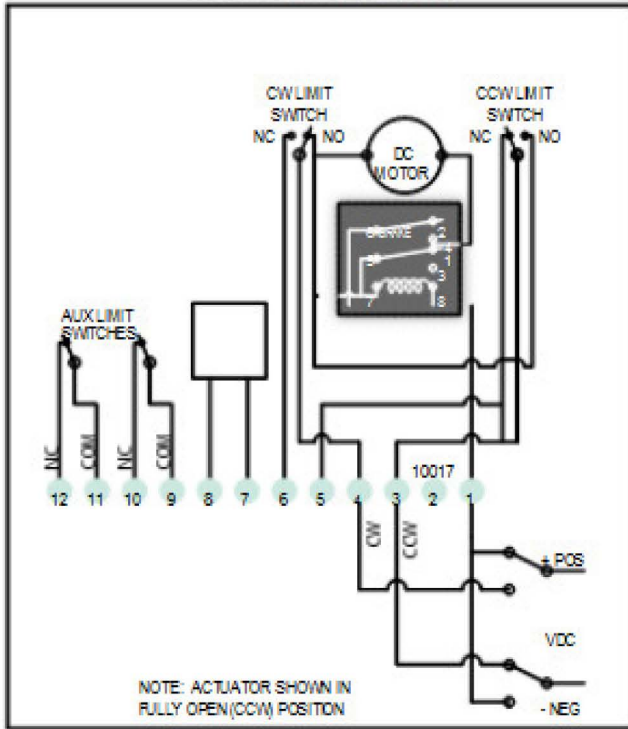 CW LIMIT
SWITCH
CCW LIMIT
SWITCH
NC
NO
NC
NO
DC
MOTOR
2
4
1
3
7
8
AUX LIMIT
SWITCHES
NC
COM
NC
COM
10017
12
11
10
9
8
7
6
5
4
3
2
1
CW
CCW
+ POS
VDC
- NEG
NOTE: ACTUATOR SHOWN IN
FULLY OPEN (CCW) POSITION